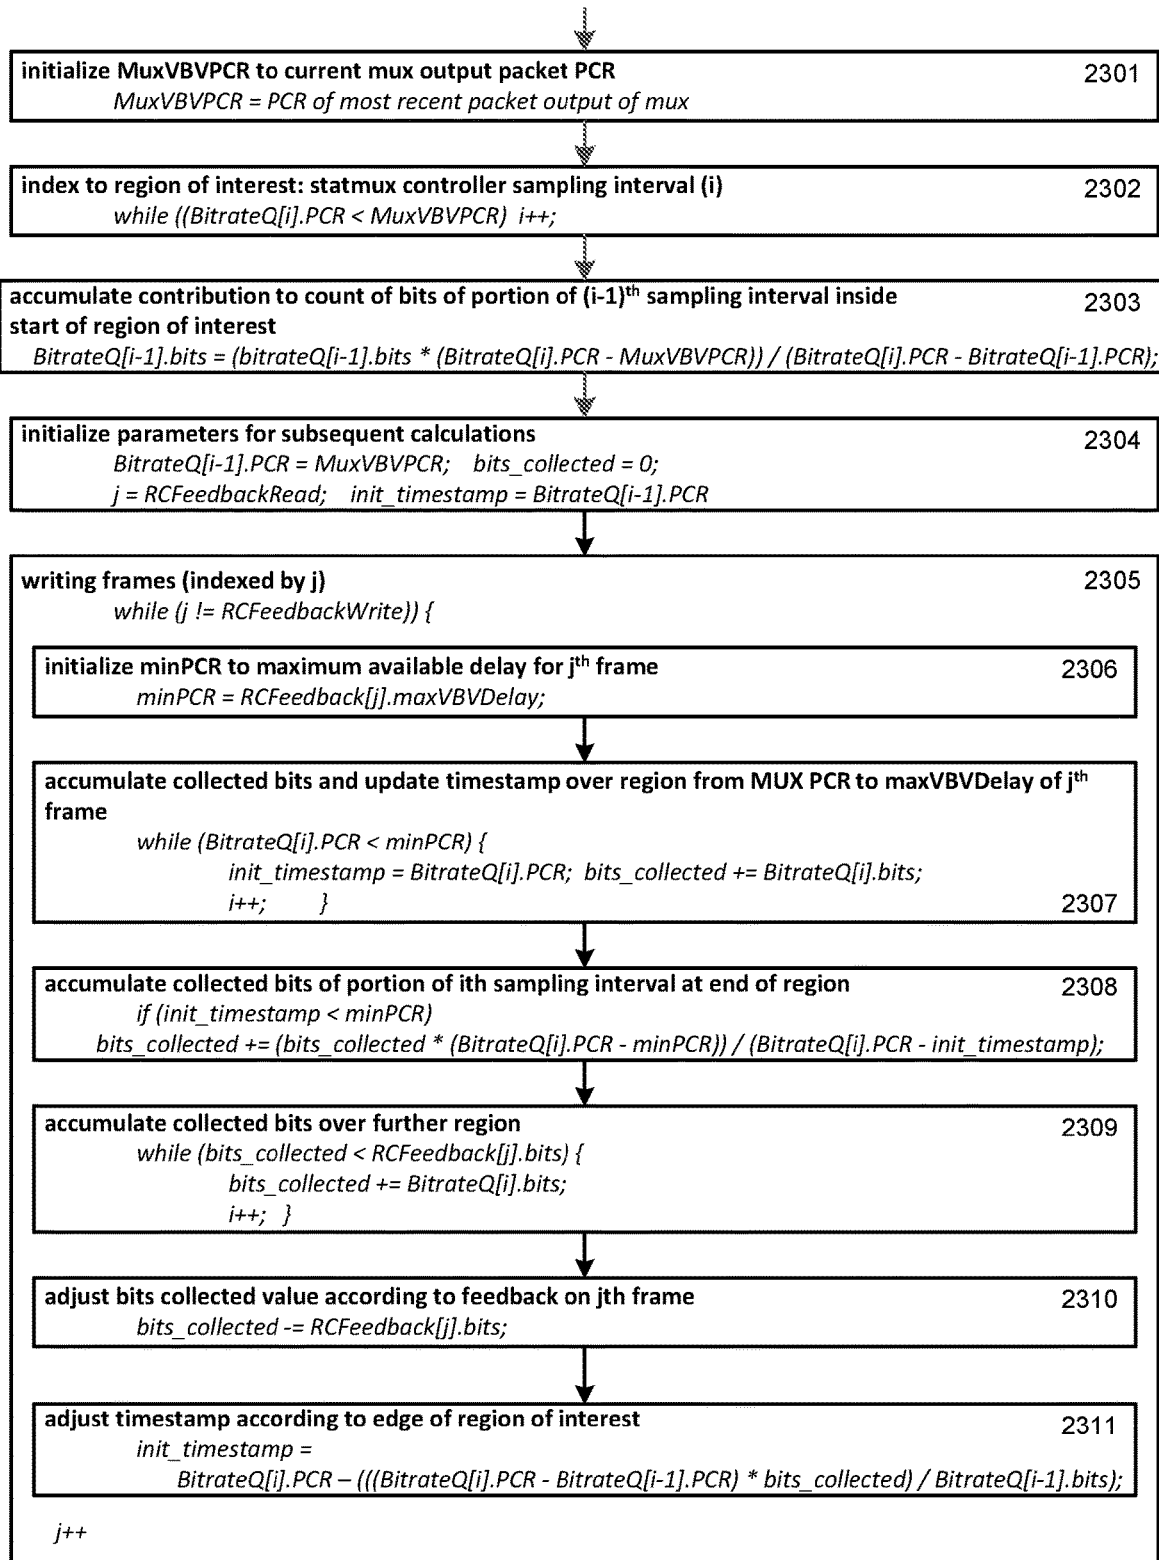 initialize MuxVBVPCR to current mux output packet PCR 2301
MuxVBVPCR = PCR of most recent packet output of mux
index to region of interest: statmux controller sampling interval (i) 2302
while ((BitrateQ[i].PCR < MuxVBVPCR) i++;
accumulate contribution to count of bits of portion of (i-1)th sampling interval inside 2303
start of region of interest
BitrateQ[i-1].bits = (bitrateQ[i-1].bits * (BitrateQ[i].PCR - MuxVBVPCR)) / (BitrateQ[i].PCR - BitrateQ[i-1].PCR);
initialize parameters for subsequent calculations 2304
BitrateQ[i-1].PCR = MuxVBVPCR; bits_collected = 0;
j = RCFeedbackRead; init_timestamp = BitrateQ[i-1].PCR
writing frames (indexed by j) 2305
while (j != RCFeedbackWrite)) {
initialize minPCR to maximum available delay for jth frame 2306
minPCR = RCFeedback[j].maxVBVDelay;
accumulate collected bits and update timestamp over region from MUX PCR to maxVBVDelay of jth
frame
while (BitrateQ[i].PCR < minPCR) {
init_timestamp = BitrateQ[i].PCR; bits_collected += BitrateQ[i].bits;
i++; } 2307
accumulate collected bits of portion of ith sampling interval at end of region 2308
if (init_timestamp < minPCR)
bits_collected += (bits_collected * (BitrateQ[i].PCR - minPCR)) / (BitrateQ[i].PCR - init_timestamp);
accumulate collected bits over further region 2309
while (bits_collected < RCFeedback[j].bits) {
bits_collected += BitrateQ[i].bits;
i++; }
adjust bits collected value according to feedback on jth frame 2310
bits_collected -= RCFeedback[j].bits;
adjust timestamp according to edge of region of interest 2311
init_timestamp =
BitrateQ[i].PCR – (((BitrateQ[i].PCR - BitrateQ[i-1].PCR) * bits_collected) / BitrateQ[i-1].bits);
j++